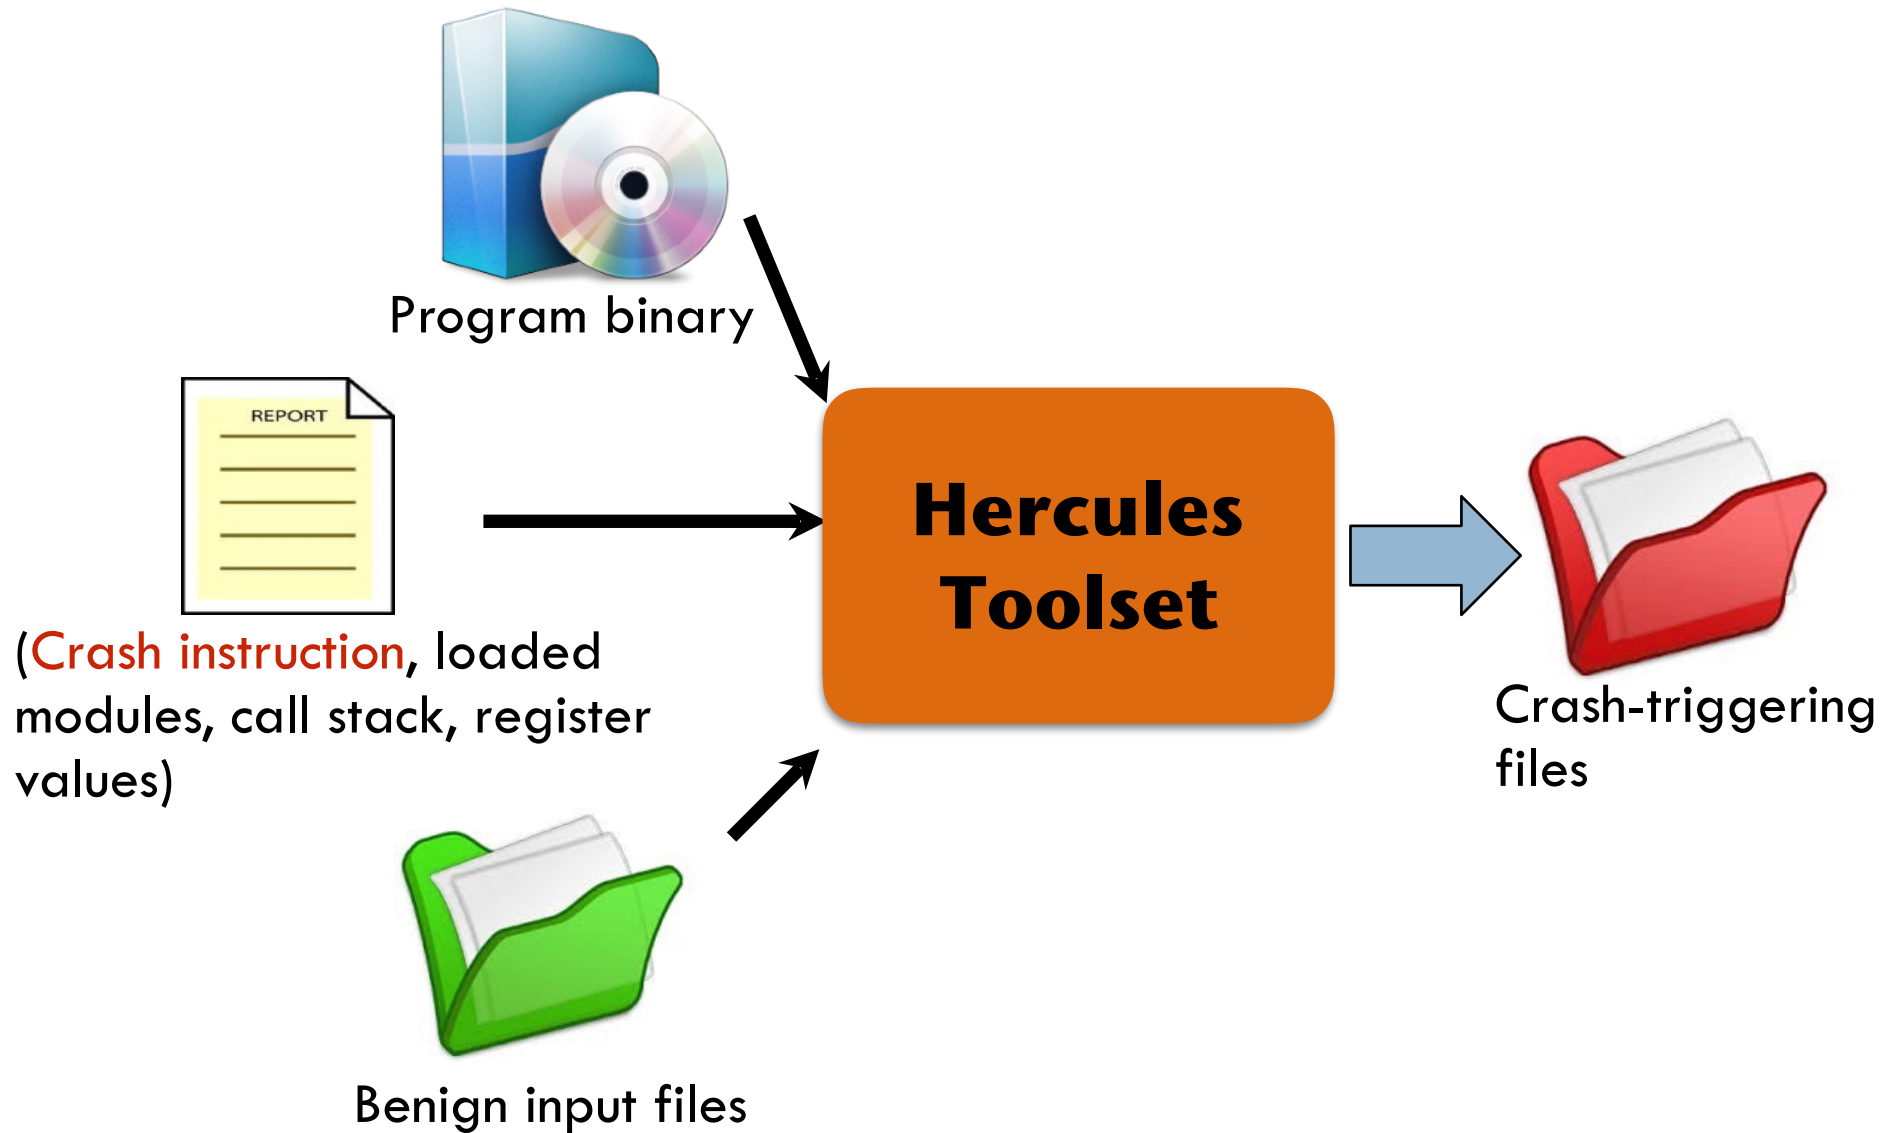 Program binary
REPORT
(Crash instruction, loaded
modules, call stack, register
values)
Hercules
Toolset
Crash-triggering
files
Benign input files